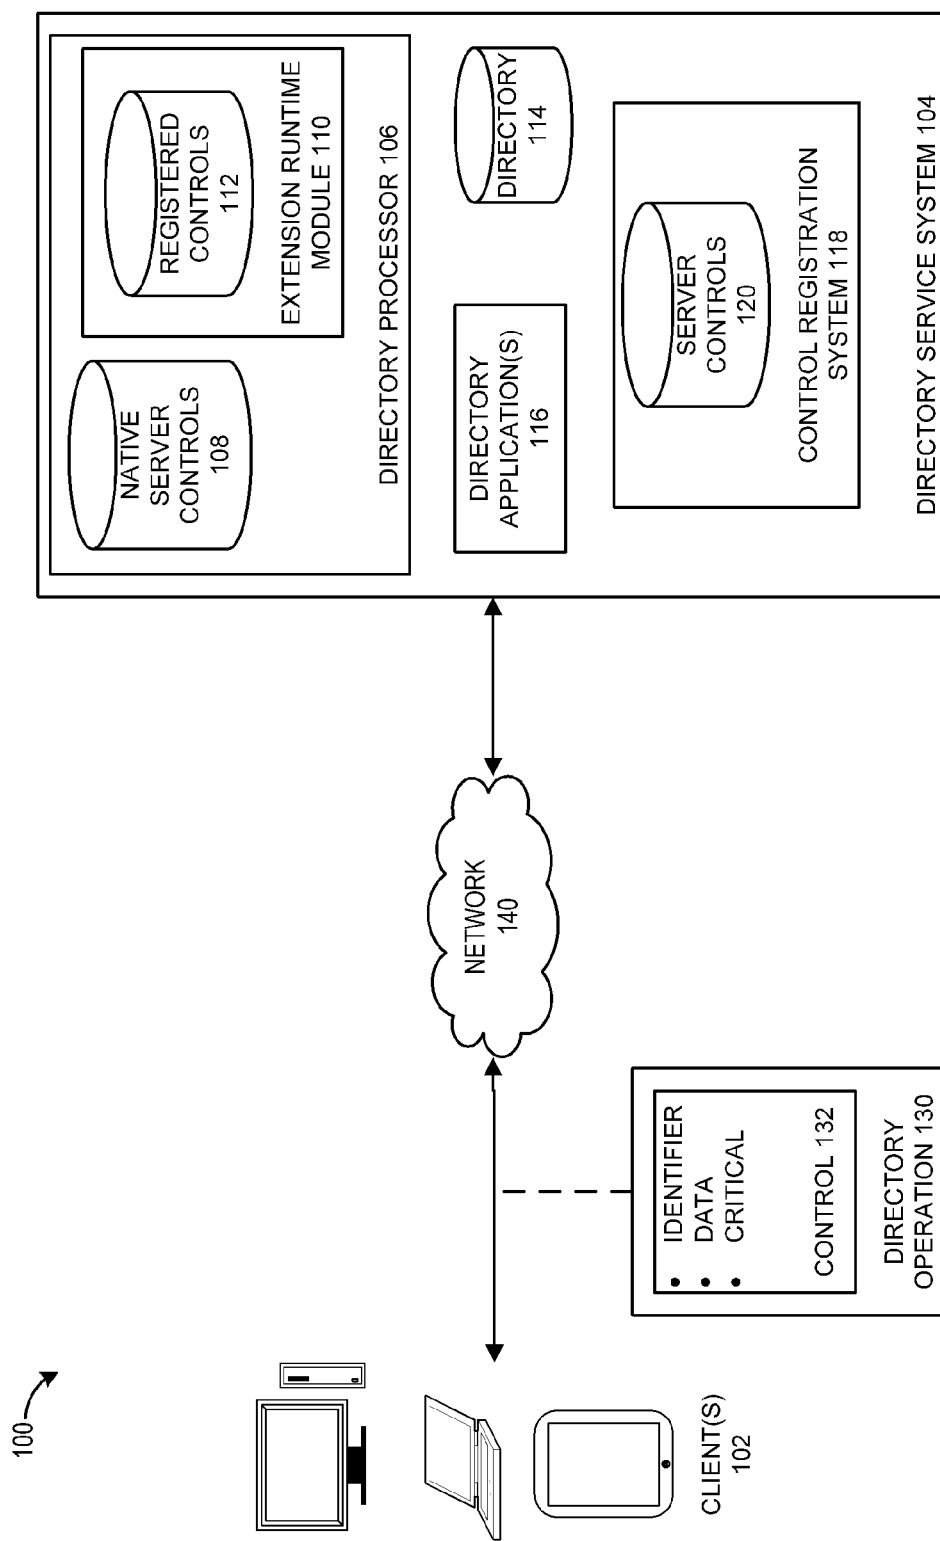 100
CLIENT(S)
102
• IDENTIFIER
• DATA
• CRITICAL
CONTROL 132
DIRECTORY
OPERATION 130
NETWORK
140
NATIVE
SERVER
CONTROLS
108
REGISTERED
CONTROLS
112
EXTENSION RUNTIME
MODULE 110
DIRECTORY PROCESSOR 106
DIRECTORY
APPLICATION(S)
116
DIRECTORY
114
SERVER
CONTROLS
120
CONTROL REGISTRATION
SYSTEM 118
DIRECTORY SERVICE SYSTEM 104